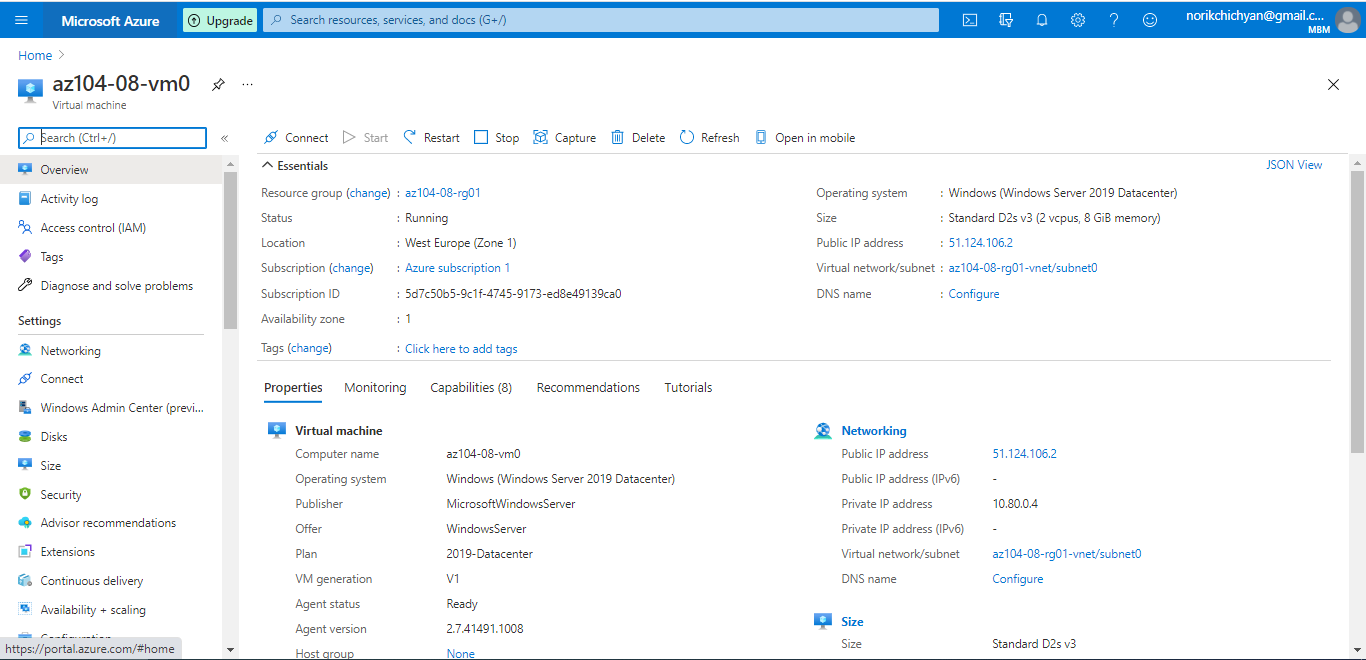 Microsoft Azure Upgrade Search resources, services, and docs (G+/) norikchichyan@gmail.c...
MBM
Home
az104-08-vm0 ...
Virtual machine
Search (Ctrl+/) «
Overview
Activity log
Access control (IAM)
Tags
Diagnose and solve problems
Settings
Networking
Connect
Windows Admin Center (previ...
Disks
Size
Security
Advisor recommendations
Extensions
Continuous delivery
Availability + scaling
Configuration
https://portal.azure.com/#home
Connect Start Restart Stop Capture Delete Refresh Open in mobile
Essentials JSON View
Resource group (change) : az104-08-rg01
Status : Running
Location : West Europe (Zone 1)
Subscription (change) : Azure subscription 1
Subscription ID : 5d7c50b5-9c1f-4745-9173-ed8e49139ca0
Availability zone : 1
Tags (change) : Click here to add tags
Operating system : Windows (Windows Server 2019 Datacenter)
Size : Standard D2s v3 (2 vcpus, 8 GiB memory)
Public IP address : 51.124.106.2
Virtual network/subnet : az104-08-rg01-vnet/subnet0
DNS name : Configure
Properties Monitoring Capabilities (8) Recommendations Tutorials
Virtual machine
Computer name az104-08-vm0
Operating system Windows (Windows Server 2019 Datacenter)
Publisher MicrosoftWindowsServer
Offer WindowsServer
Plan 2019-Datacenter
VM generation V1
Agent status Ready
Agent version 2.7.41491.1008
Host group None
Networking
Public IP address 51.124.106.2
Public IP address (IPv6) -
Private IP address 10.80.0.4
Private IP address (IPv6) -
Virtual network/subnet az104-08-rg01-vnet/subnet0
DNS name Configure
Size
Size Standard D2s v3